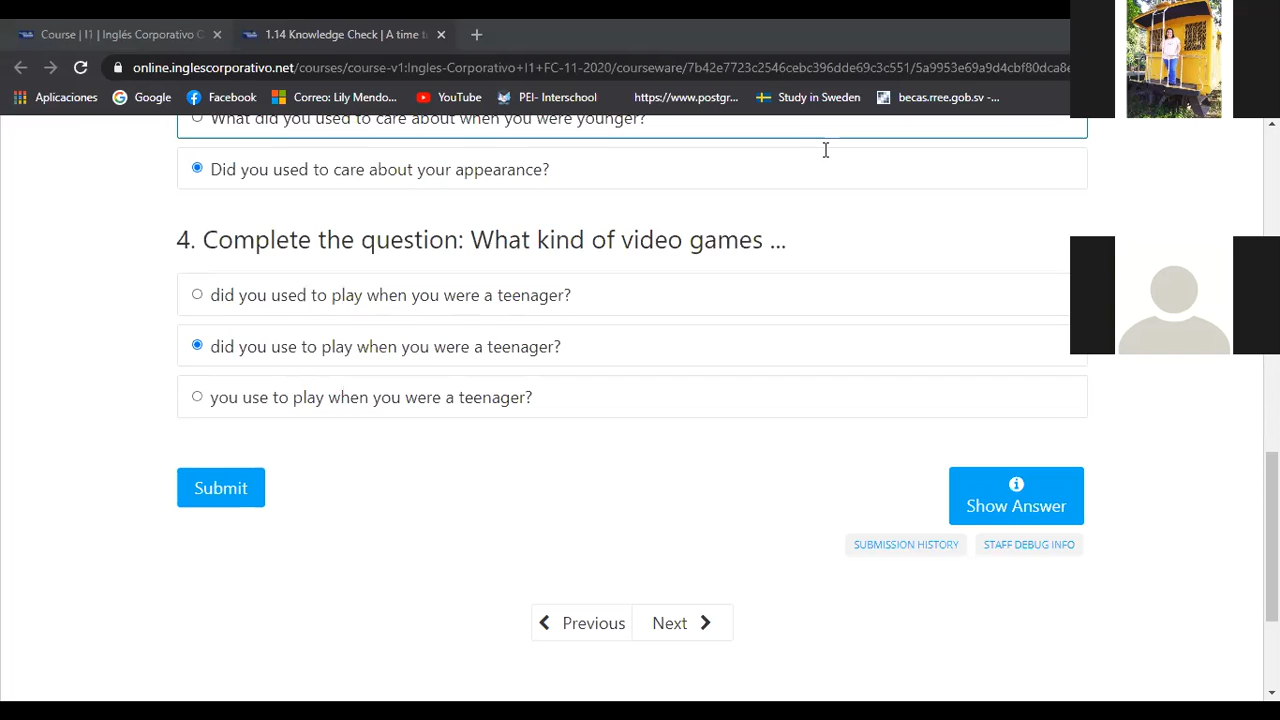 Course | I1 | Inglés Corporativo O
1.14 Knowledge Check | A time t
online.inglescorporativo.net/courses/course-v1:Ingles-Corporativo+I1+FC-11-2020/courseware/7b42e7723c2546cebc396dde69c3c551/5a9953e69a9d4cbf80dca8e
Aplicaciones
Google
Facebook
Correo: Lily Mendo...
YouTube
PEI- Interschool
https://www.postgr...
Study in Sweden
becas.rree.gob.sv -...
What did you used to care about when you were younger?
Did you used to care about your appearance?
4. Complete the question: What kind of video games ...
did you used to play when you were a teenager?
did you use to play when you were a teenager?
you use to play when you were a teenager?
Submit
Show Answer
SUBMISSION HISTORY
STAFF DEBUG INFO
Previous
Next